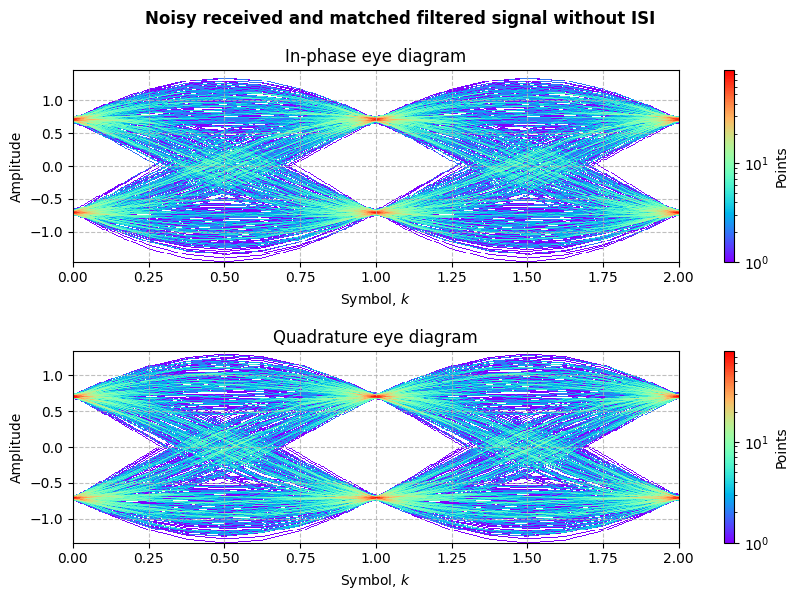 Noisy received and matched filtered signal without ISI
In-phase eye diagram
Amplitude
1.0
0.5
0.0
−0.5
−1.0
0.00 0.25 0.50 0.75 1.00 1.25 1.50 1.75 2.00
Symbol, k
10¹
10⁰
Points
Quadrature eye diagram
Amplitude
1.0
0.5
0.0
−0.5
−1.0
0.00 0.25 0.50 0.75 1.00 1.25 1.50 1.75 2.00
Symbol, k
10¹
10⁰
Points